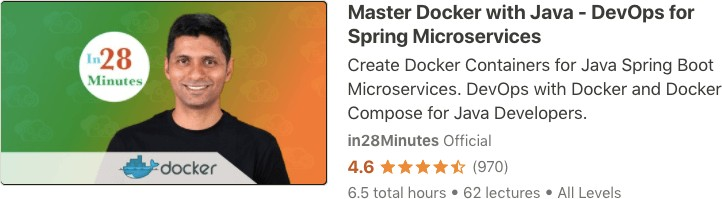 In28
Minutes
docker
Master Docker with Java - DevOps for
Spring Microservices
Create Docker Containers for Java Spring Boot
Microservices. DevOps with Docker and Docker
Compose for Java Developers.
in28Minutes Official
4.6 (970)
6.5 total hours • 62 lectures • All Levels